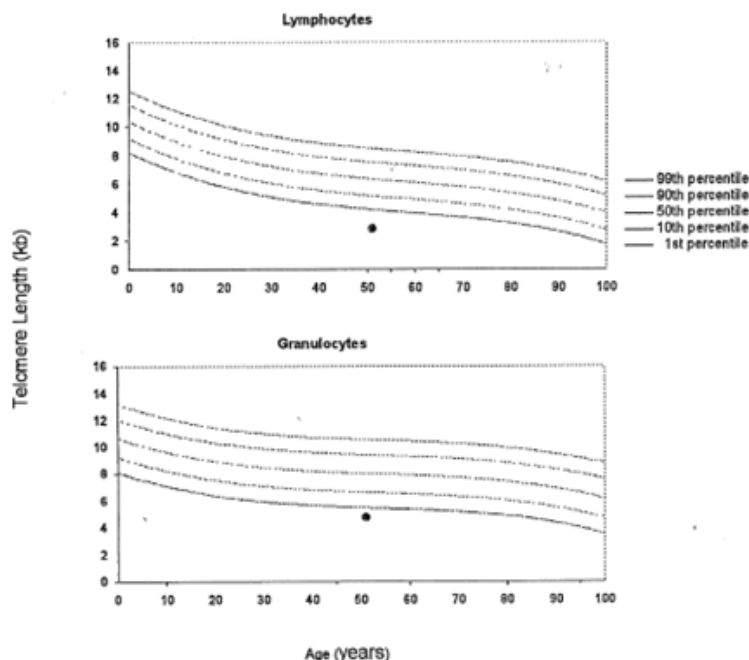 Lymphocytes
16
14
12
10
8
6
4
2
0
0 10 20 30 40 50 60 70 80 90 100
99th percentile
90th percentile
50th percentile
10th percentile
1st percentile
Telomere Length (kb)
Granulocytes
16
14
12
10
8
6
4
2
0
0 10 20 30 40 50 60 70 80 90 100
Age (years)